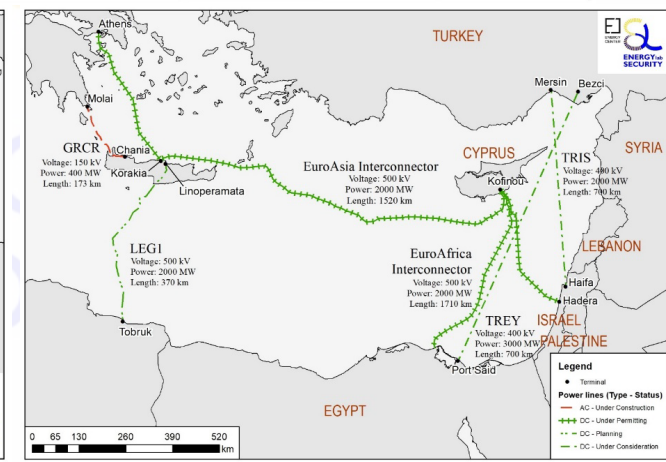 Athens
TURKEY
ENERGY
SECURITY
Mersin
Bezci
Molai
GRCR
Voltage: 150 kV
Power: 400 MW
Length: 173 km
Chania
Korakia
Linoperamata
EuroAsia Interconnector
Voltage: 500 kV
Power: 2000 MW
Length: 1520 km
CYPRUS
Kofinou
TRIS
Voltage: 400 kV
Power: 2000 MW
Length: 700 km
SYRIA
LEG1
Voltage: 500 kV
Power: 2000 MW
Length: 370 km
Tobruk
EuroAfrica
Interconnector
Voltage: 500 kV
Power: 2000 MW
Length: 1710 km
LEBANON
Haifa
Hadera
TREY
Voltage: 400 kV
Power: 3000 MW
Length: 700 km
ISRAEL
PALESTINE
Port Said
EGYPT
0 65 130 260 390 520
km
Legend
Terminal
Power lines (Type - Status)
AC - Under Construction
DC - Under Permitting
DC - Planning
DC - Under Consideration